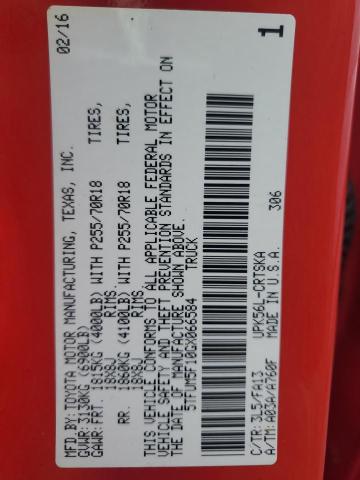 MFD BY: TOYOTA MOTOR MANUFACTURING, TEXAS, INC. 02/16
GVWR: 3130KG (6900LB)
GAWR: FRT. 1815KG (4000LB) WITH P255/70R18 TIRES,
18X8J RIMS
RR. 1860KG (4100LB) WITH P255/70R18 TIRES,
18X8J RIMS
THIS VEHICLE CONFORMS TO ALL APPLICABLE FEDERAL MOTOR
VEHICLE SAFETY AND THEFT PREVENTION STANDARDS IN EFFECT ON
THE DATE OF MANUFACTURE SHOWN ABOVE.
5TFUM5F10GX066584 TRUCK
C/TR: 3L5/FA13 UPK56L-CRTSKA 306
A/TM: A03A/A760F MADE IN U.S.A. 1